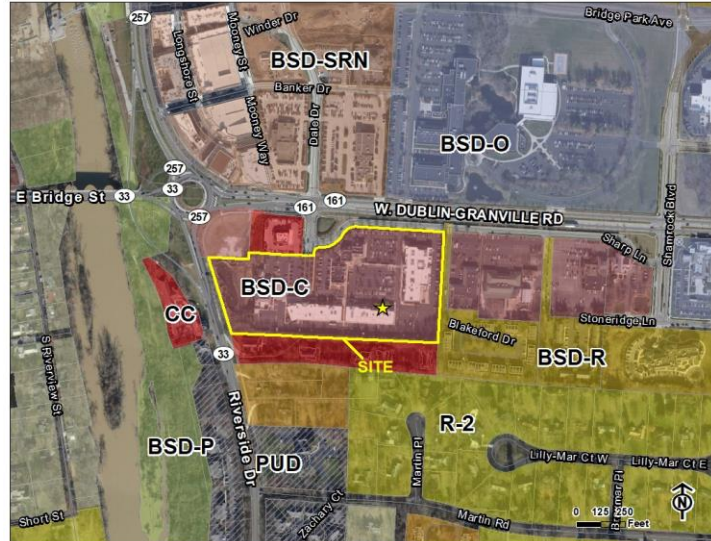 257
Longshore St
Mooney St
Winder Dr
Bridge Park Ave
BSD-SRN
Banker Dr
Mooney Way
Date Dr
BSD-O
257
E Bridge St
33
33
257
161
161
W. DUBLIN-GRANVILLE RD
Shamrock Blvd
Sharp Ln
BSD-C
CC
Stoneridge Ln
Blakeford Dr
33
SITE
BSD-R
S Riverview St
Riverside Dr
R-2
BSD-P
PUD
Martin Pl
Lilly-Mar Ct W
Lilly-Mar Ct E
Braemar Pl
Zachary Ct
Short St
Martin Rd
0 125 250
Feet
N